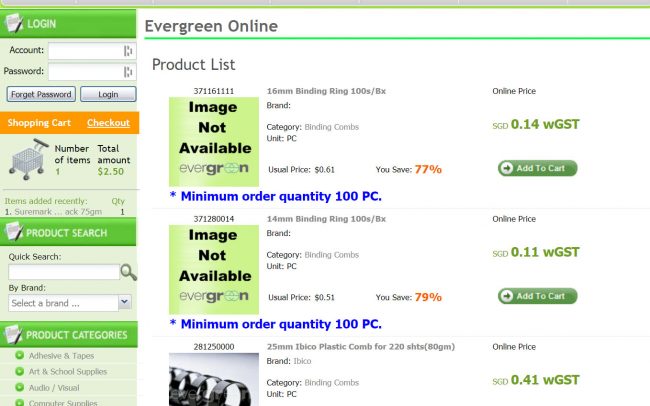 LOGIN
Account:
Password:
Forget Password Login
Shopping Cart Checkout
Number of items
1
Total amount
$2.50
Items added recently: Qty
1. Suremark ... ack 75gm 1
PRODUCT SEARCH
Quick Search:
By Brand:
Select a brand ...
PRODUCT CATEGORIES
Adhesive & Tapes
Art & School Supplies
Audio / Visual
Computer Supplies
Evergreen Online
Product List
371161111 16mm Binding Ring 100s/Bx Online Price
Image
Not
Available
evergreen
Brand:
Category: Binding Combs
Unit: PC
SGD 0.14 wGST
Usual Price: $0.61 You Save: 77%
Add To Cart
* Minimum order quantity 100 PC.
371280014 14mm Binding Ring 100s/Bx Online Price
Image
Not
Available
evergreen
Brand:
Category: Binding Combs
Unit: PC
SGD 0.11 wGST
Usual Price: $0.51 You Save: 79%
Add To Cart
* Minimum order quantity 100 PC.
281250000 25mm Ibico Plastic Comb for 220 shts(80gm) Online Price
Brand: Ibico
Category: Binding Combs
Unit: PC
SGD 0.41 wGST